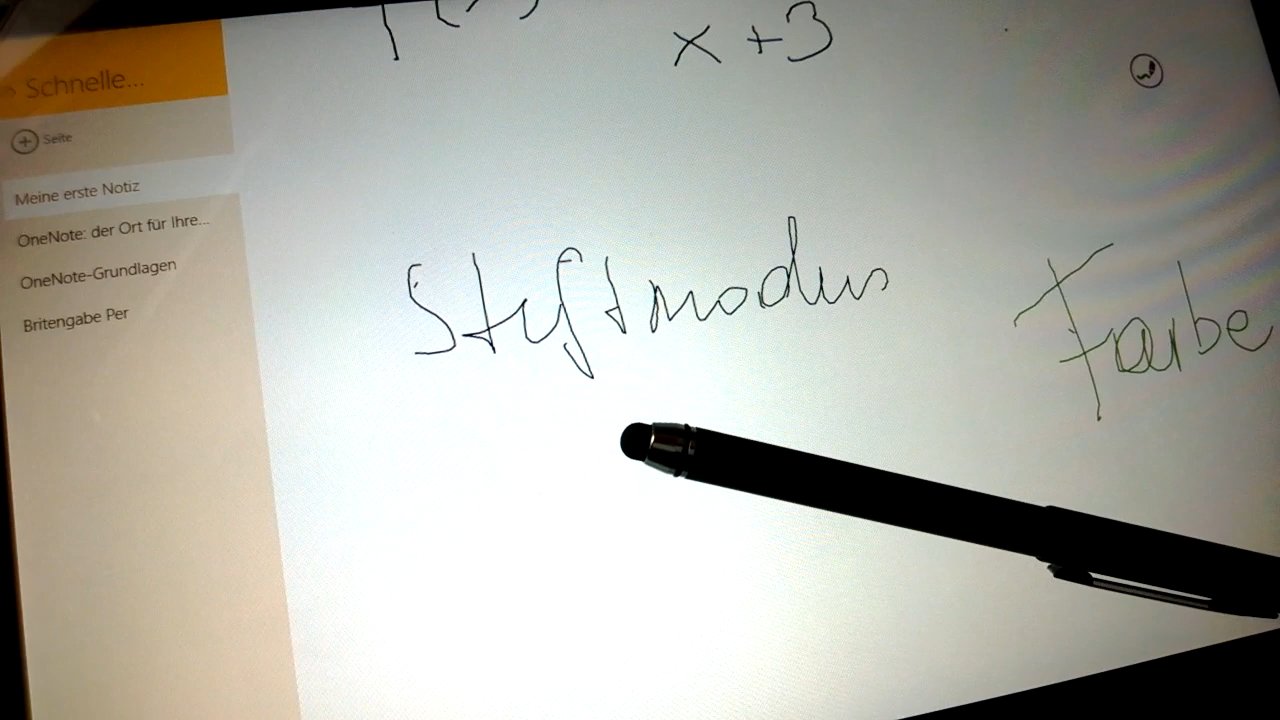 Schnelle...
Seite
Meine erste Notiz
OneNote: der Ort für Ihre...
OneNote-Grundlagen
Britengabe Per
x + 3
Stiftmodus
Farbe